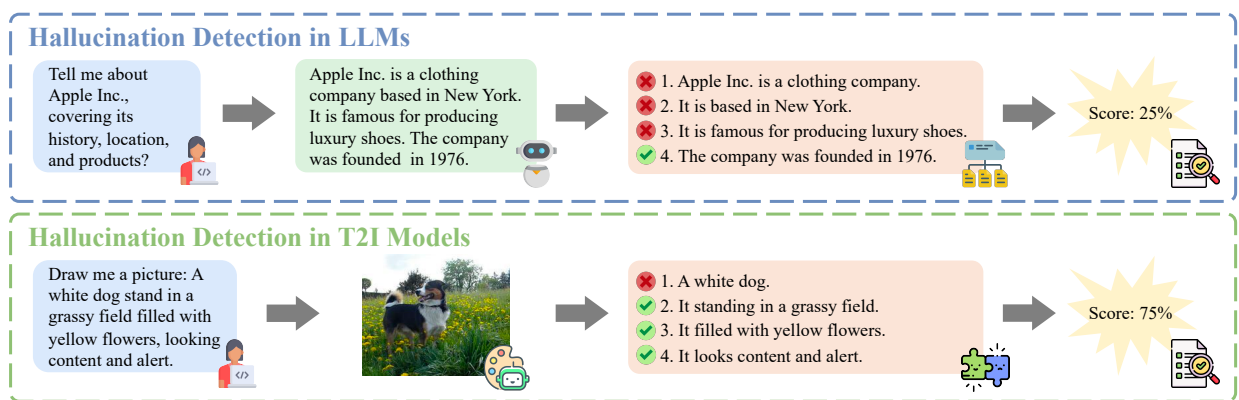 Hallucination Detection in LLMs
Tell me about
Apple Inc.,
covering its
history, location,
and products?
Apple Inc. is a clothing
company based in New York.
It is famous for producing
luxury shoes. The company
was founded in 1976.
1. Apple Inc. is a clothing company.
2. It is based in New York.
3. It is famous for producing luxury shoes.
4. The company was founded in 1976.
Score: 25%
Hallucination Detection in T2I Models
Draw me a picture: A
white dog stand in a
grassy field filled with
yellow flowers, looking
content and alert.
1. A white dog.
2. It standing in a grassy field.
3. It filled with yellow flowers.
4. It looks content and alert.
Score: 75%